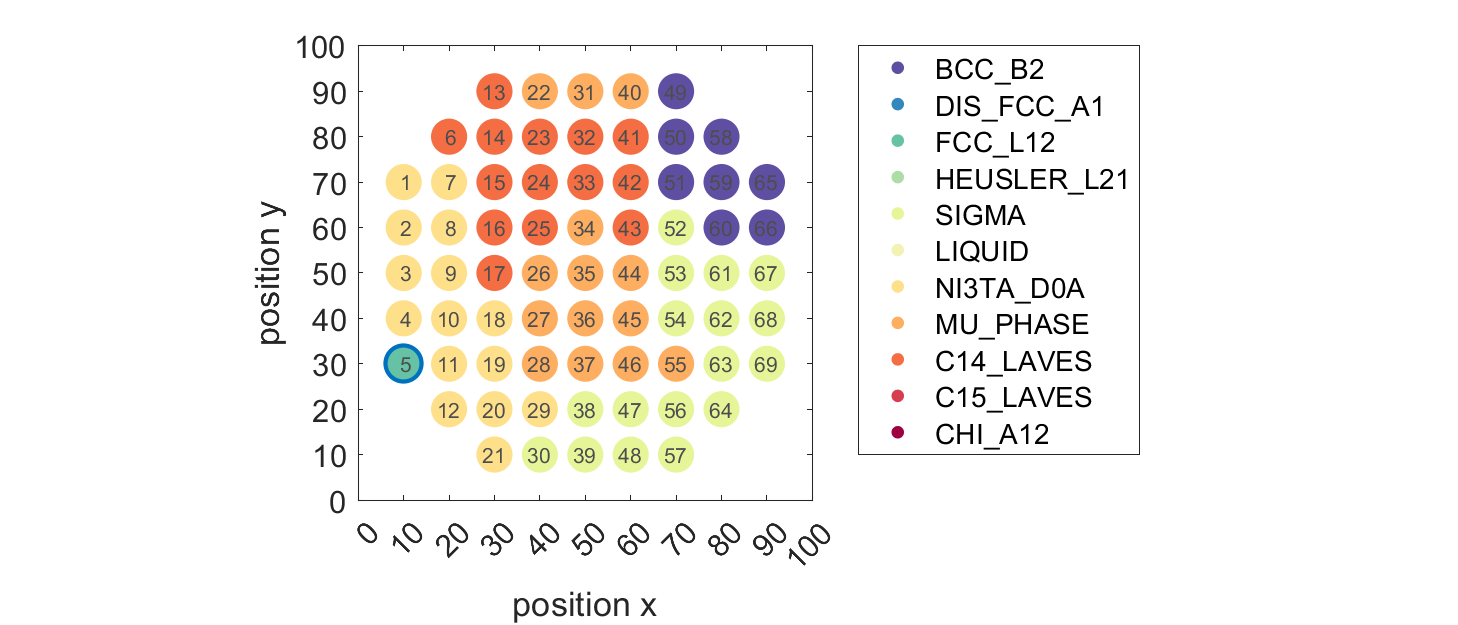 100
90 13 22 31 40 49
80 6 14 23 32 41 50 58
70 1 7 15 24 33 42 51 59 65
60 2 8 16 25 34 43 52 60 66
50 3 9 17 26 35 44 53 61 67
40 4 10 18 27 36 45 54 62 68
30 5 11 19 28 37 46 55 63 69
20 12 20 29 38 47 56 64
10 21 30 39 48 57
0
0 10 20 30 40 50 60 70 80 90 100
position y
position x
BCC_B2
DIS_FCC_A1
FCC_L12
HEUSLER_L21
SIGMA
LIQUID
NI3TA_D0A
MU_PHASE
C14_LAVES
C15_LAVES
CHI_A12